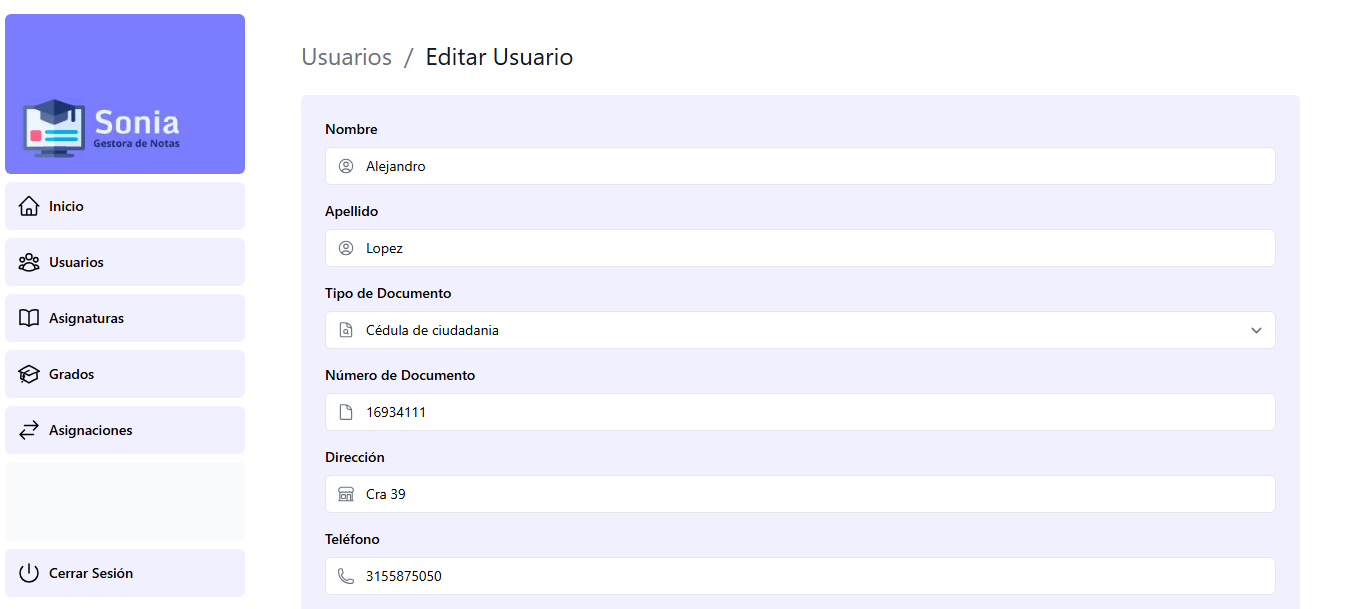 Sonia
Gestora de Notas
Inicio
Usuarios
Asignaturas
Grados
Asignaciones
Cerrar Sesión
Usuarios / Editar Usuario
Nombre
Alejandro
Apellido
Lopez
Tipo de Documento
Cédula de ciudadania
Número de Documento
16934111
Dirección
Cra 39
Teléfono
3155875050